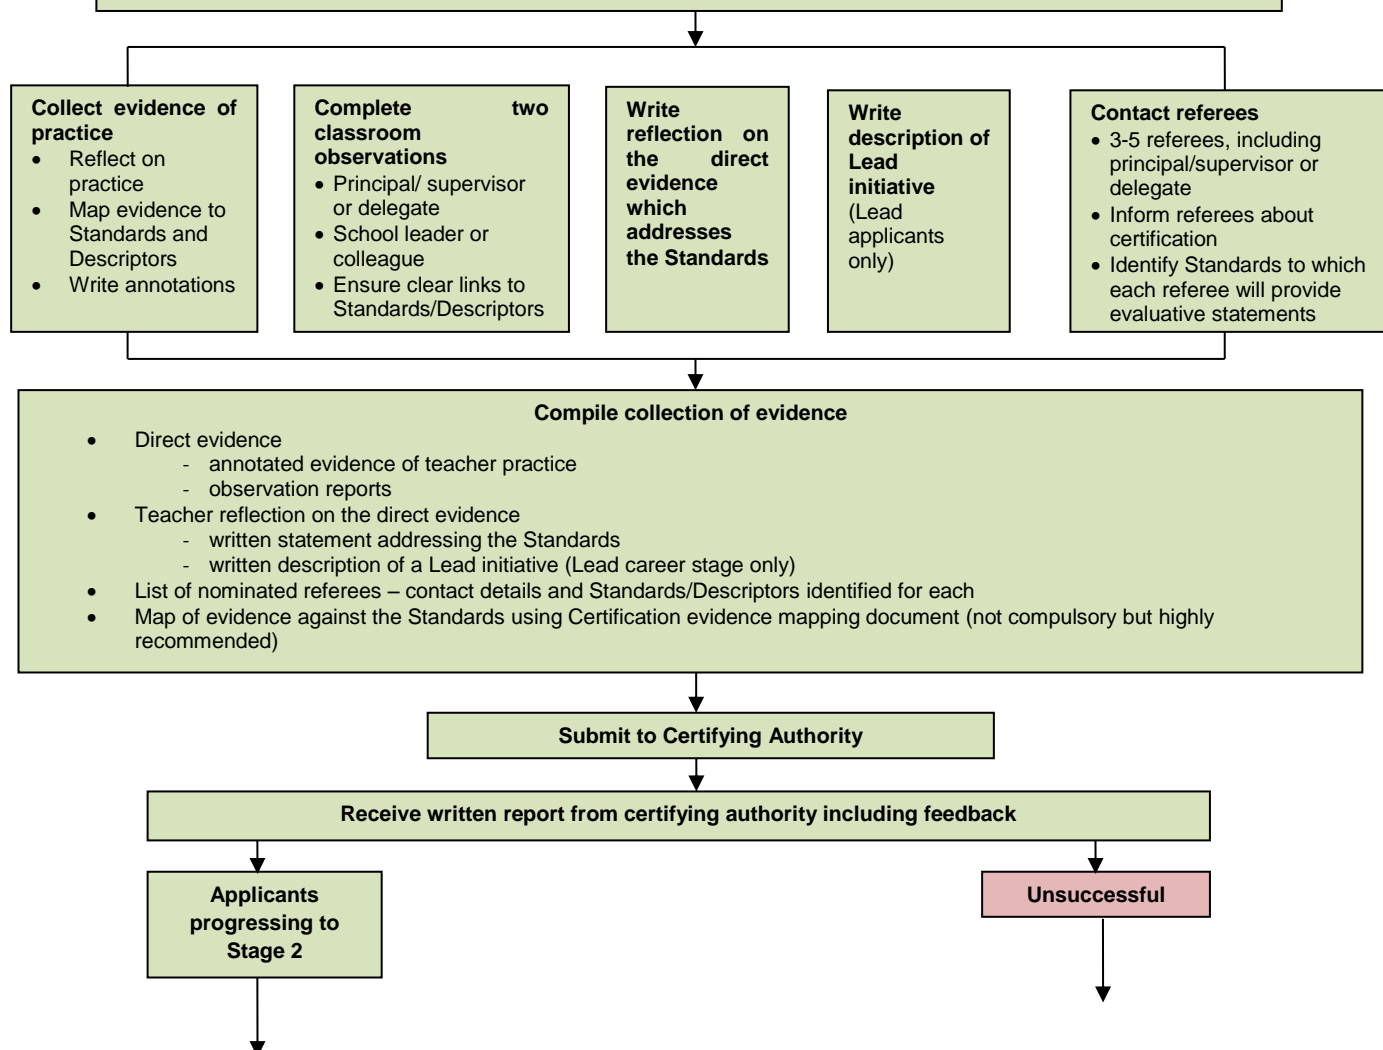 Collect evidence of
practice
• Reflect on
practice
• Map evidence to
Standards and
Descriptors
• Write annotations
Complete two
classroom
observations
• Principal/ supervisor
or delegate
• School leader or
colleague
• Ensure clear links to
Standards/Descriptors
Write
reflection on
the direct
evidence
which
addresses
the Standards
Write
description of
Lead
initiative
(Lead
applicants
only)
Contact referees
• 3-5 referees, including
principal/supervisor or
delegate
• Inform referees about
certification
• Identify Standards to which
each referee will provide
evaluative statements
Compile collection of evidence
• Direct evidence
- annotated evidence of teacher practice
- observation reports
• Teacher reflection on the direct evidence
- written statement addressing the Standards
- written description of a Lead initiative (Lead career stage only)
• List of nominated referees – contact details and Standards/Descriptors identified for each
• Map of evidence against the Standards using Certification evidence mapping document (not compulsory but highly
recommended)
Submit to Certifying Authority
Receive written report from certifying authority including feedback
Applicants
progressing to
Stage 2
Unsuccessful